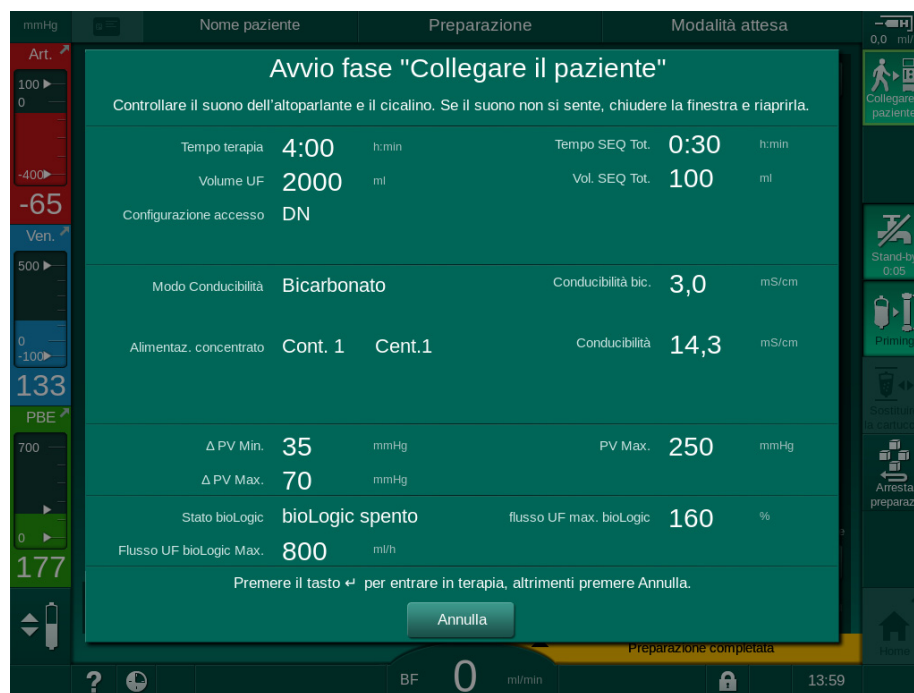 mmHg
Nome paziente
Preparazione
Modalità attesa
H
0,0 ml/
Art.
100
0
-400
-65
Ven.
500
0
-100
133
PBE
700
0
177
Avvio fase "Collegare il paziente"
Controllare il suono dell'altoparlante e il cicalino. Se il suono non si sente, chiudere la finestra e riaprirla.
Tempo terapia 4:00 h:min Tempo SEQ Tot. 0:30 h:min
Volume UF 2000 ml Vol. SEQ Tot. 100 ml
Configurazione accesso DN
Modo Conducibilità Bicarbonato Conducibilità bic. 3,0 mS/cm
Alimentaz. concentrato Cont. 1 Cent.1 Conducibilità 14,3 mS/cm
Δ PV Min. 35 mmHg PV Max. 250 mmHg
Δ PV Max. 70 mmHg
Stato bioLogic bioLogic spento flusso UF max. bioLogic 160 %
Flusso UF bioLogic Max. 800 ml/h
Premere il tasto ↵ per entrare in terapia, altrimenti premere Annulla.
Annulla
Collegare
paziente
Stand-by
0:05
Priming
Sostituire
la cartucc
Arresta
preparaz
Home
Preparazione completata
?
BF 0 ml/min
13:59